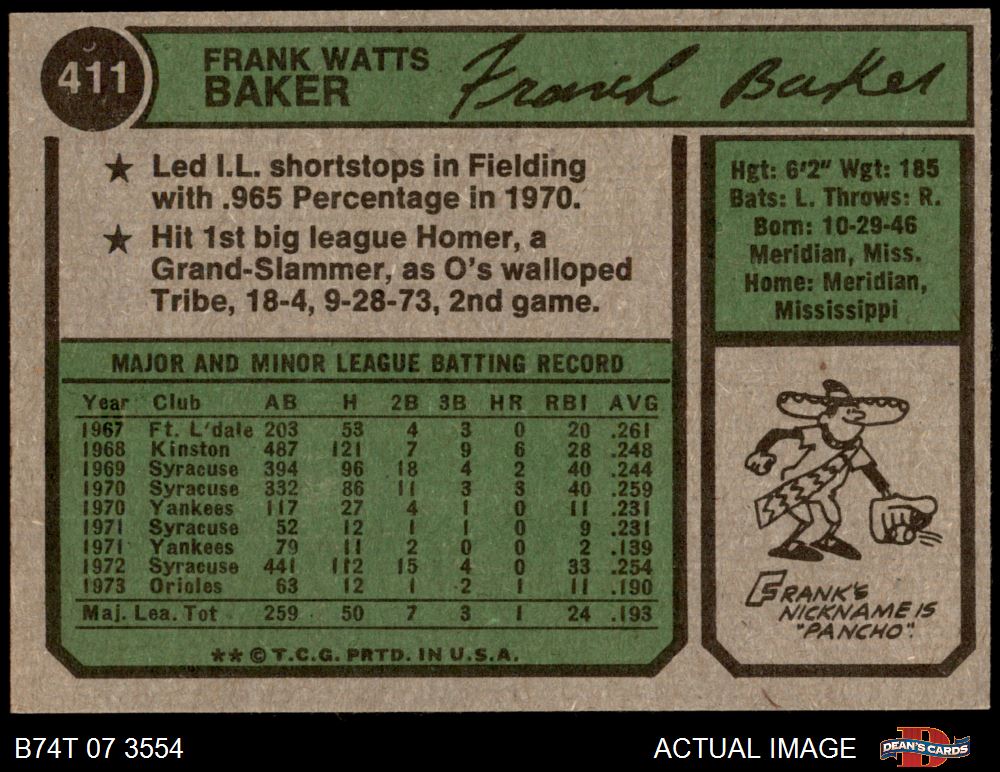 411
FRANK WATTS
BAKER
Frank Baker
★ Led I.L. shortstops in Fielding
with .965 Percentage in 1970.
★ Hit 1st big league Homer, a
Grand-Slammer, as O's walloped
Tribe, 18-4, 9-28-73, 2nd game.
Hgt: 6'2" Wgt: 185
Bats: L. Throws: R.
Born: 10-29-46
Meridian, Miss.
Home: Meridian,
Mississippi
MAJOR AND MINOR LEAGUE BATTING RECORD
Year Club AB H 2B 3B HR RBI AVG
1967 Ft. L'dale 203 53 4 3 0 20 .261
1968 Kinston 487 121 7 9 6 28 .248
1969 Syracuse 394 96 18 4 2 40 .244
1970 Syracuse 332 86 11 3 3 40 .259
1970 Yankees 117 27 4 1 0 11 .231
1971 Syracuse 52 12 1 1 0 9 .231
1971 Yankees 79 11 2 0 0 2 .139
1972 Syracuse 441 112 15 4 0 33 .254
1973 Orioles 63 12 1 2 1 11 .190
Maj. Lea. Tot 259 50 7 3 1 24 .193
** © T.C.G. PRTD. IN U.S.A.
FRANK'S
NICKNAME IS
"PANCHO".
B74T 07 3554
ACTUAL IMAGE
D
DEAN'S CARDS